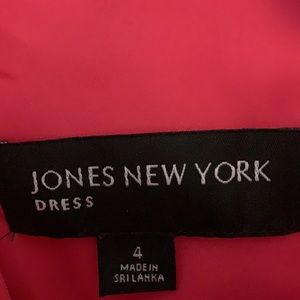 JONES NEW YORK
DRESS
4
MADE IN
SRI LANKA